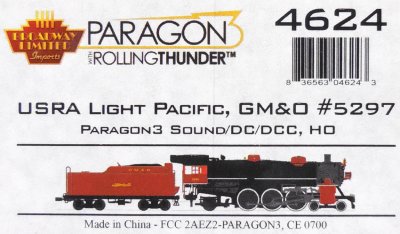 BROADWAY
LIMITED
Imports
PARAGON3
WITH ROLLINGTHUNDER™
4624
8 36563 04624 3
USRA LIGHT PACIFIC, GM&O #5297
PARAGON3 SOUND/DC/DCC, HO
GM&O
Made in China - FCC 2AEZ2-PARAGON3, CE 0700